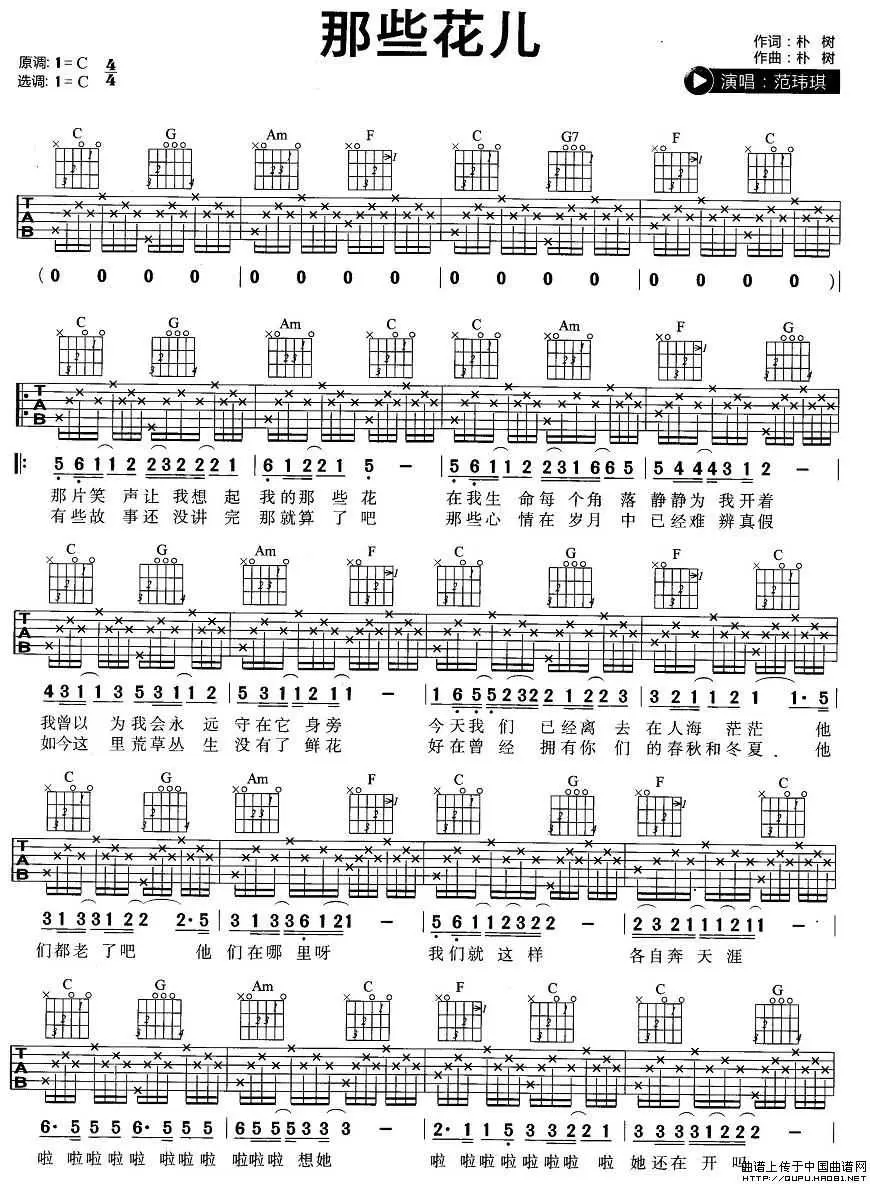 那些花儿
原调: 1=C 4/4
选调: 1=C
作词：朴 树
作曲：朴 树
演唱：范玮琪
C G Am F C G7 F C
TAB
( 0 0 0 0 | 0 0 0 0 | 0 0 0 0 | 0 0 0 0 )
C G Am C C Am F G
TAB
5 6 1 1 2 2 3 2 2 2 1 | 6 1 2 2 1 5 − | 5 6 1 1 2 2 3 1 6 6 5 | 5 4 4 4 3 1 2 −
那片笑 声让 我想 起 我的那 些花 在我生 命每 个角 落 静静为 我开着
有些故 事还 没讲 完 那就算 了吧 那些心 情在 岁月 中 已经难 辨真假
C G Am F C G F C
TAB
4 3 1 1 3 5 3 1 1 2 | 5 3 1 1 2 1 − | 1 6 5 5 2 3 2 2 1 2 2 3 | 3 2 2 2 1 1· 5
我曾以 为我会永 远 守在它 身旁 今天我 们 已经离 去 在人海 茫茫 他
如今这 里荒草丛 生 没有了 鲜花 好在曾 经 拥有你 们 的春秋和冬夏 . 他
C G Am F C G F C
TAB
3 1 3 3 1 2 2 2· 5 | 3 1 3 3 6 1 2 1 − | 5 6 1 1 2 3 2 2 − | 2 3 2 3 2 1 1 2 1 1 −
们都老 了吧 他 们在哪 里呀 我们就 这样 各自奔 天涯
C G Am C F C C G
TAB
6· 5 5 5 6· 5 5 5 | 6 5 5 5 5 3 3 3 − | 2· 1 1 5 3 3 2 2 1 | 3 3 3 3 1 2 2 −
啦 啦 啦 啦 啦 啦 啦 啦 啦啦啦 想她 啦 啦 啦 啦 啦 啦 啦 她还在 开吗
曲谱上传于中国曲谱网
HTTP://QUPU.HAO81.NET